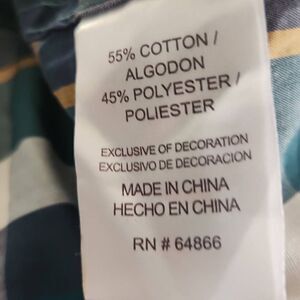 55% COTTON /
ALGODON
45% POLYESTER /
POLIESTER
EXCLUSIVE OF DECORATION
EXCLUSIVO DE DECORACION
MADE IN CHINA
HECHO EN CHINA
RN # 64866